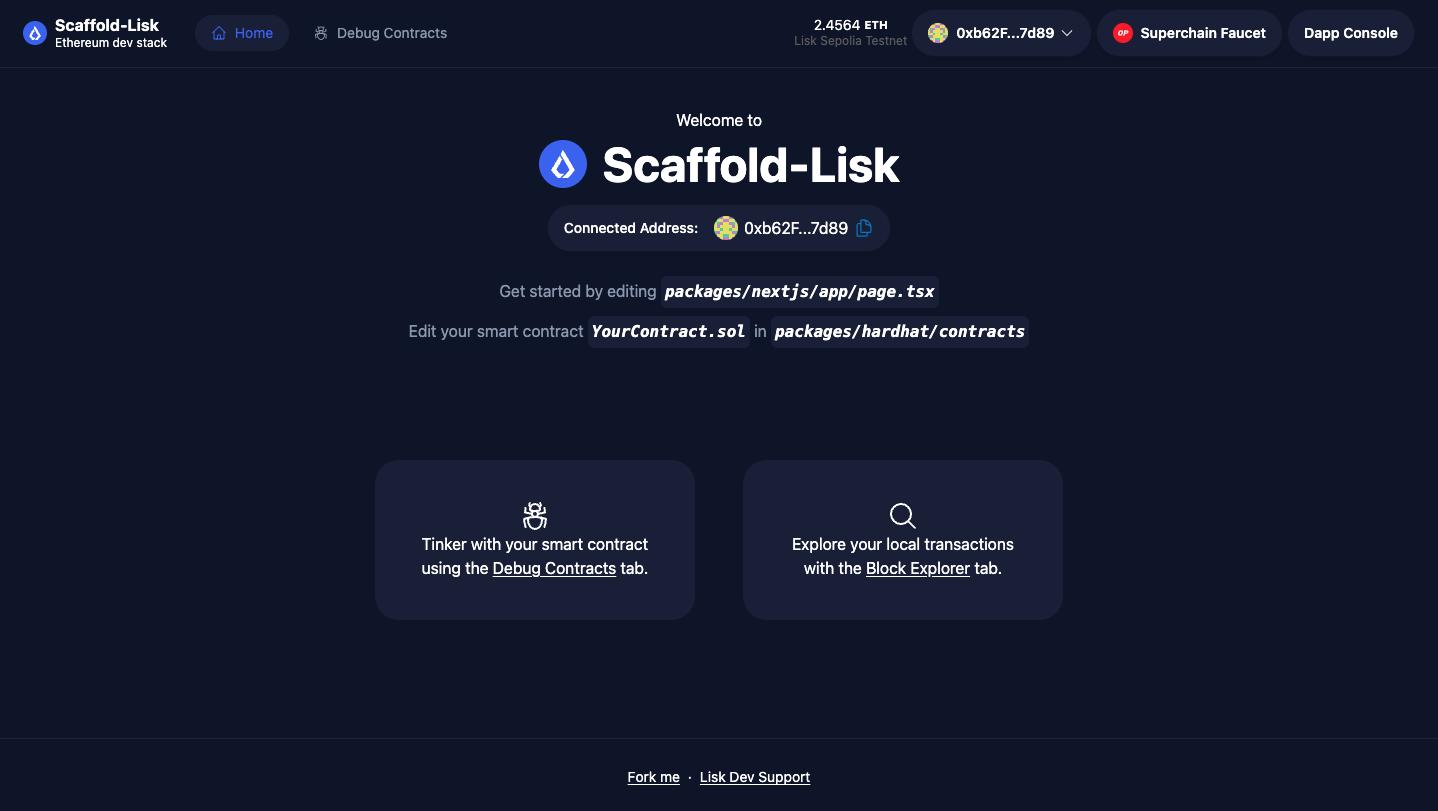 Scaffold-Lisk
Ethereum dev stack
Home
Debug Contracts
2.4564 ETH
Lisk Sepolia Testnet
0xb62F...7d89
OP
Superchain Faucet
Dapp Console
Welcome to
Scaffold-Lisk
Connected Address: 0xb62F...7d89
Get started by editing packages/nextjs/app/page.tsx
Edit your smart contract YourContract.sol in packages/hardhat/contracts
Tinker with your smart contract
using the Debug Contracts tab.
Explore your local transactions
with the Block Explorer tab.
Fork me · Lisk Dev Support